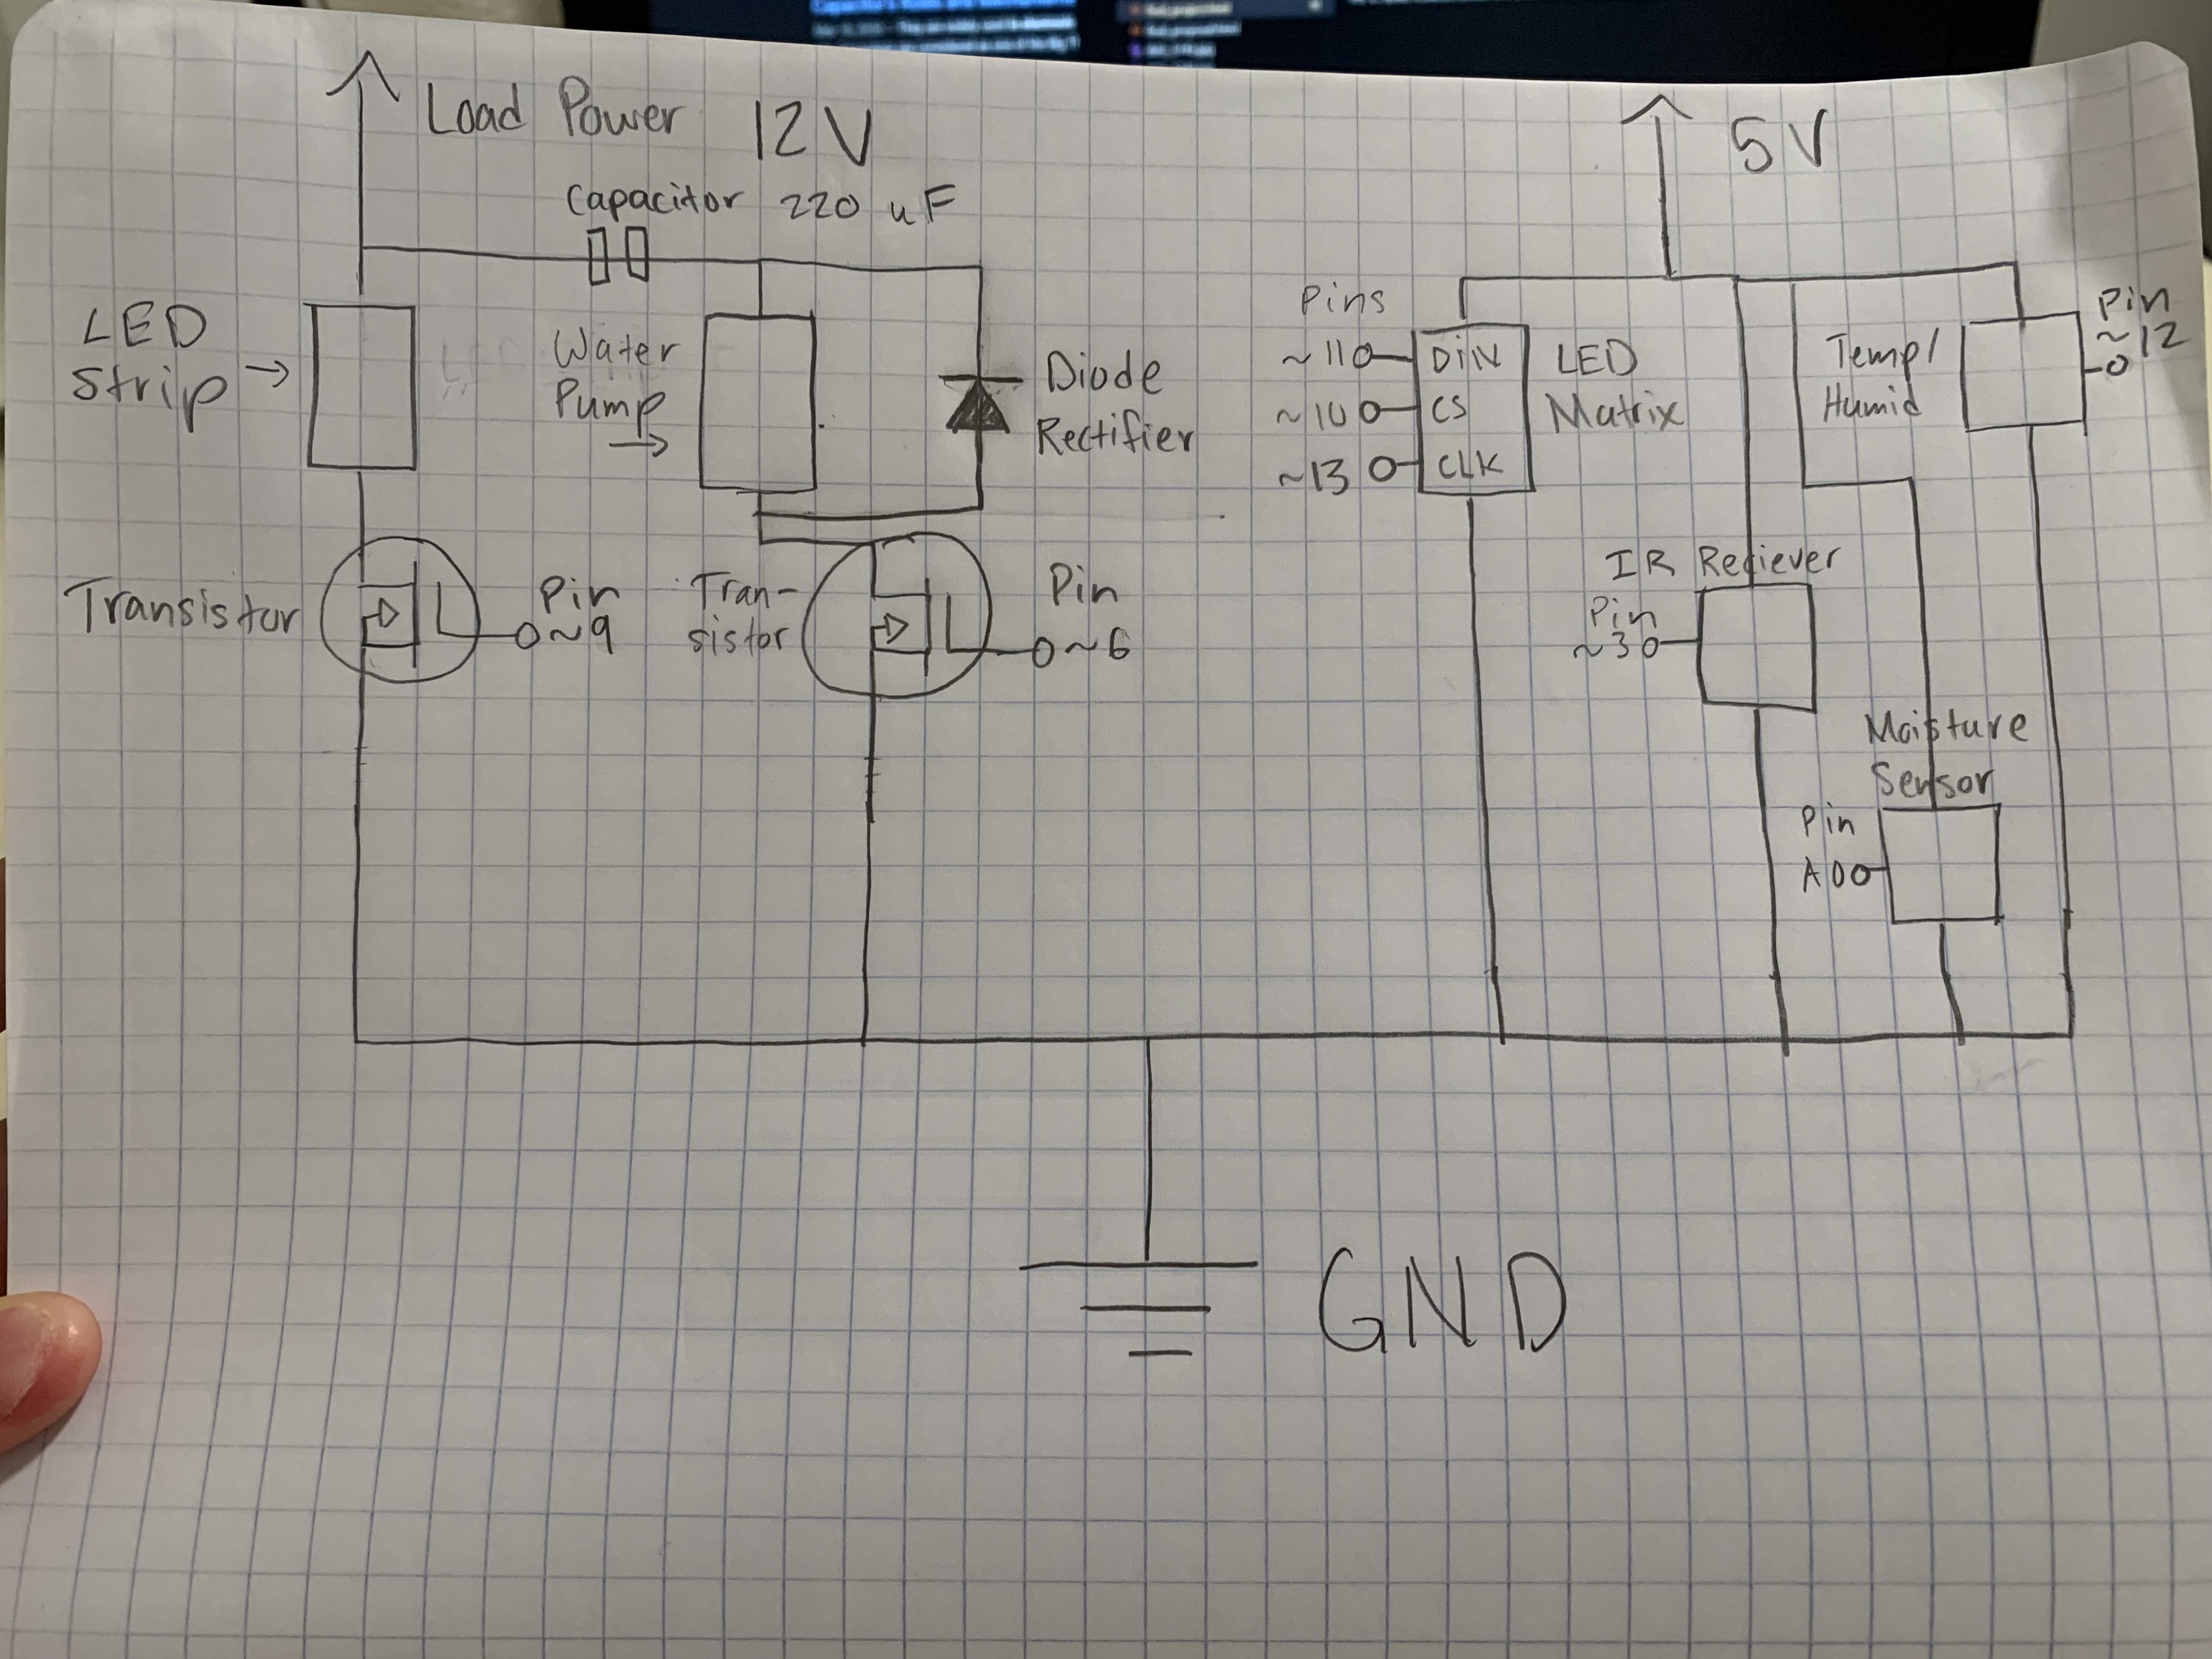 Load Power 12V
Capacitor 220 uF
LED
Strip
Water
Pump
Diode
Rectifier
Transistor
Pin
~9
Tran-
sistor
Pin
~6
5V
Pins
~11
~10
~13
DiN
CS
CLK
LED
Matrix
Temp/
Humid
Pin
~12
IR Reciever
Pin
~3
Moisture
Sensor
Pin
A0
GND